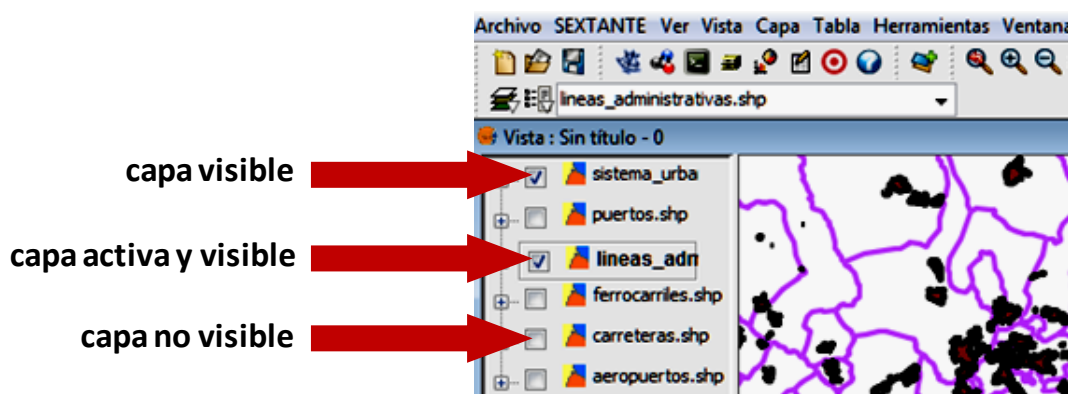 Archivo SEXTANTE Ver Vista Capa Tabla Herramientas Ventana
lineas_administrativas.shp
Vista : Sin título - 0
capa visible
sistema_urba
puertos.shp
capa activa y visible
lineas_adm
ferrocarriles.shp
capa no visible
carreteras.shp
aeropuertos.shp